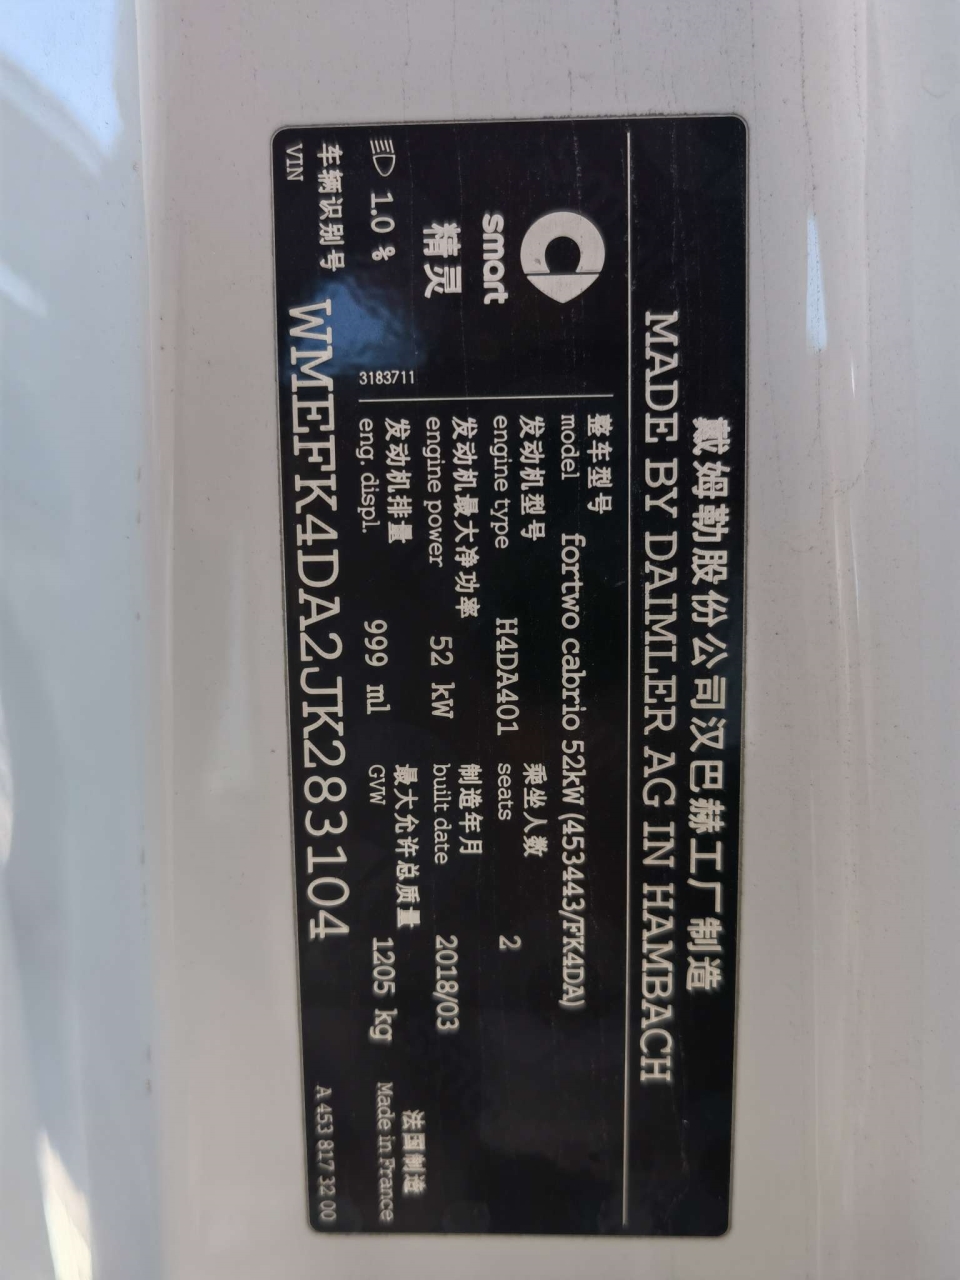 戴姆勒股份公司汉巴赫工厂制造
MADE BY DAIMLER AG IN HAMBACH
smart
精灵
1.0 %
3183711
整车型号
model fortwo cabrio 52kW (453443/FK4DA)
发动机型号 乘坐人数
engine type H4DA401 seats 2
发动机最大净功率 制造年月
engine power 52 kW built date 2018/03
发动机排量 最大允许总质量 法国制造
eng. displ. 999 ml GVW 1205 kg Made in France
车辆识别号
VIN WMEFK4DA2JK283104 A 453 817 32 00